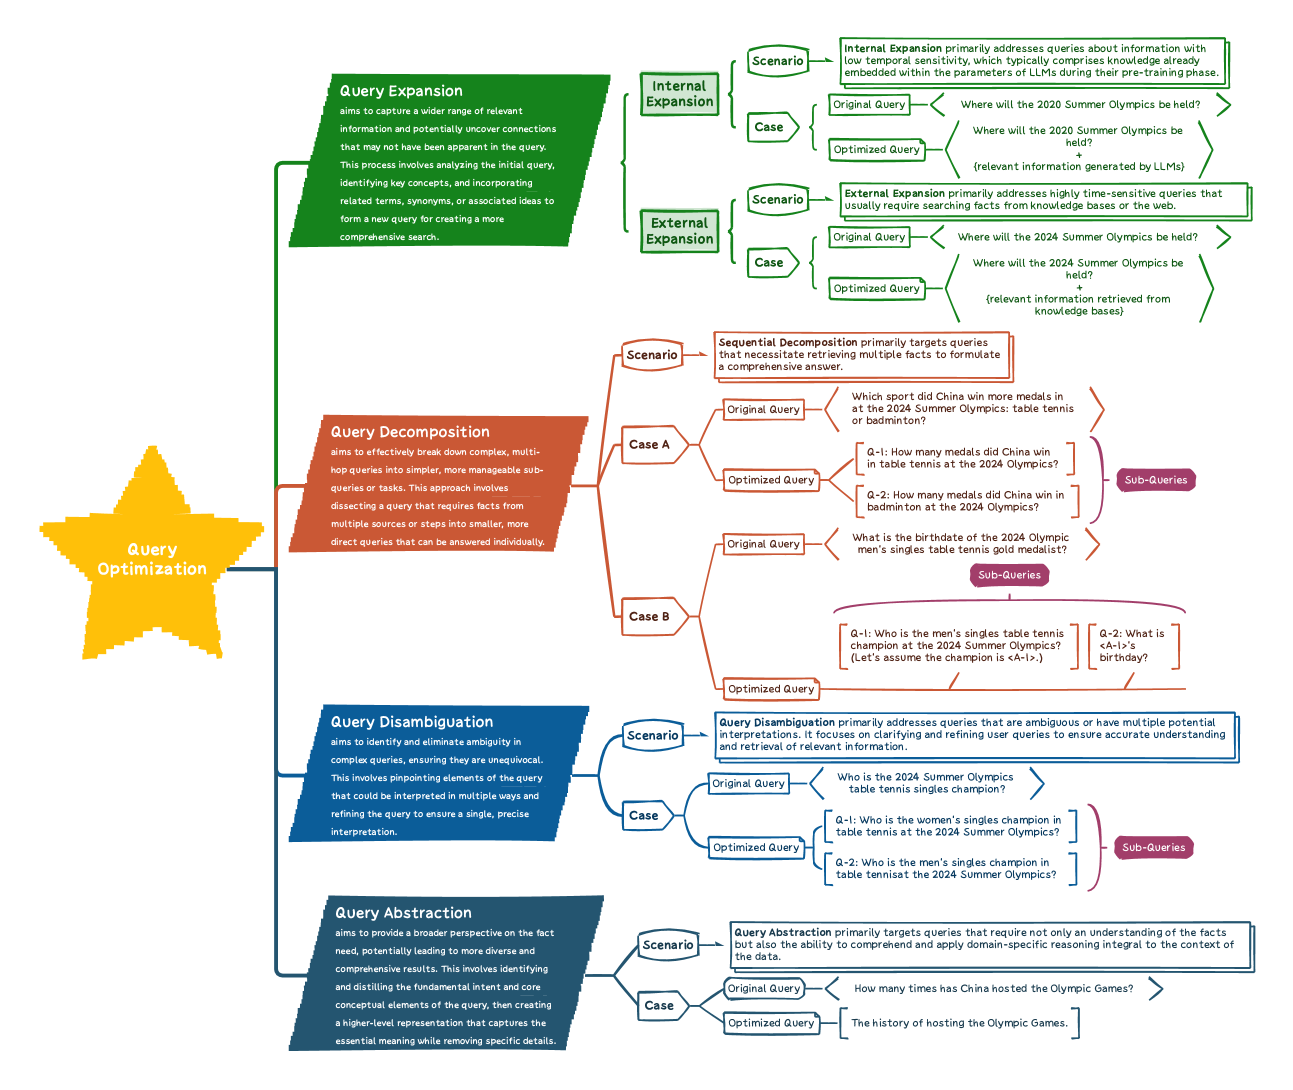 Query
Optimization
Query Expansion
aims to capture a wider range of relevant
information and potentially uncover connections
that may not have been apparent in the query.
This process involves analyzing the initial query,
identifying key concepts, and incorporating
related terms, synonyms, or associated ideas to
form a new query for creating a more
comprehensive search.
Internal
Expansion
Scenario
Internal Expansion primarily addresses queries about information with
low temporal sensitivity, which typically comprises knowledge already
embedded within the parameters of LLMs during their pre-training phase.
Case
Original Query
Where will the 2020 Summer Olympics be held?
Optimized Query
Where will the 2020 Summer Olympics be
held?
+
{relevant information generated by LLMs}
External
Expansion
Scenario
External Expansion primarily addresses highly time-sensitive queries that
usually require searching facts from knowledge bases or the web.
Case
Original Query
Where will the 2024 Summer Olympics be held?
Optimized Query
Where will the 2024 Summer Olympics be
held?
+
{relevant information retrieved from
knowledge bases}
Query Decomposition
aims to effectively break down complex, multi-
hop queries into simpler, more manageable sub-
queries or tasks. This approach involves
dissecting a query that requires facts from
multiple sources or steps into smaller, more
direct queries that can be answered individually.
Scenario
Sequential Decomposition primarily targets queries
that necessitate retrieving multiple facts to formulate
a comprehensive answer.
Case A
Original Query
Which sport did China win more medals in
at the 2024 Summer Olympics: table tennis
or badminton?
Optimized Query
Q-1: How many medals did China win
in table tennis at the 2024 Olympics?
Q-2: How many medals did China win in
badminton at the 2024 Olympics?
Sub-Queries
Case B
Original Query
What is the birthdate of the 2024 Olympic
men's singles table tennis gold medalist?
Sub-Queries
Q-1: Who is the men's singles table tennis
champion at the 2024 Summer Olympics?
(Let's assume the champion is <A-1>.)
Q-2: What is
<A-1>'s
birthday?
Optimized Query
Query Disambiguation
aims to identify and eliminate ambiguity in
complex queries, ensuring they are unequivocal.
This involves pinpointing elements of the query
that could be interpreted in multiple ways and
refining the query to ensure a single, precise
interpretation.
Scenario
Query Disambiguation primarily addresses queries that are ambiguous or have multiple potential
interpretations. It focuses on clarifying and refining user queries to ensure accurate understanding
and retrieval of relevant information.
Case
Original Query
Who is the 2024 Summer Olympics
table tennis singles champion?
Optimized Query
Q-1: Who is the women's singles champion in
table tennis at the 2024 Summer Olympics?
Q-2: Who is the men's singles champion in
table tennisat the 2024 Summer Olympics?
Sub-Queries
Query Abstraction
aims to provide a broader perspective on the fact
need, potentially leading to more diverse and
comprehensive results. This involves identifying
and distilling the fundamental intent and core
conceptual elements of the query, then creating
a higher-level representation that captures the
essential meaning while removing specific details.
Scenario
Query Abstraction primarily targets queries that require not only an understanding of the facts
but also the ability to comprehend and apply domain-specific reasoning integral to the context of
the data.
Case
Original Query
How many times has China hosted the Olympic Games?
Optimized Query
The history of hosting the Olympic Games.